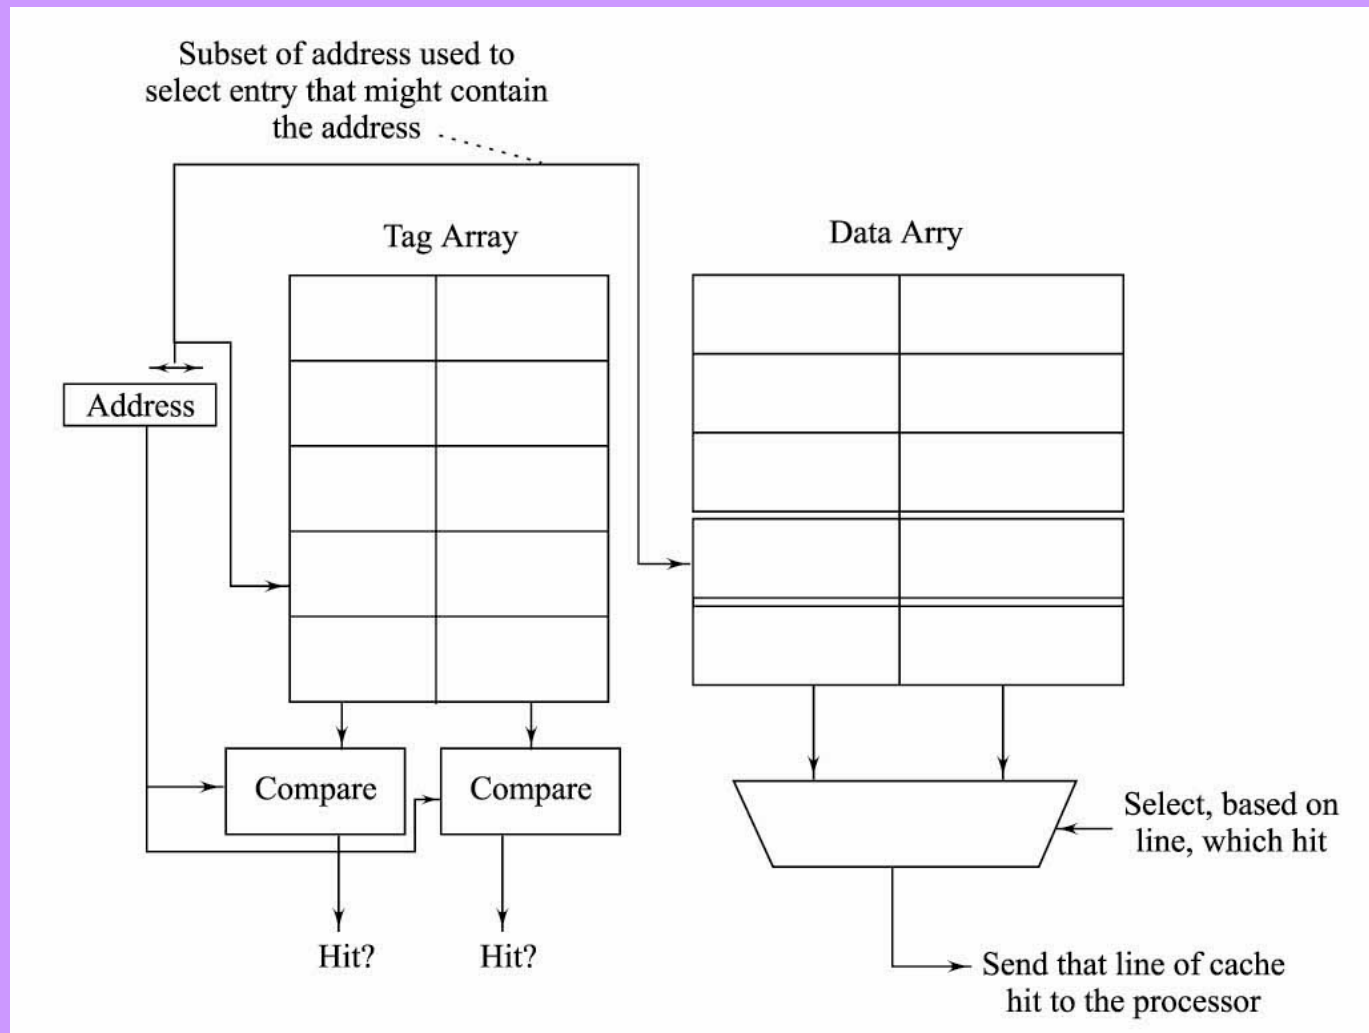 Subset of address used to
select entry that might contain
the address
Tag Array
Data Arry
Address
Compare
Compare
Select, based on
line, which hit
Hit?
Hit?
Send that line of cache
hit to the processor